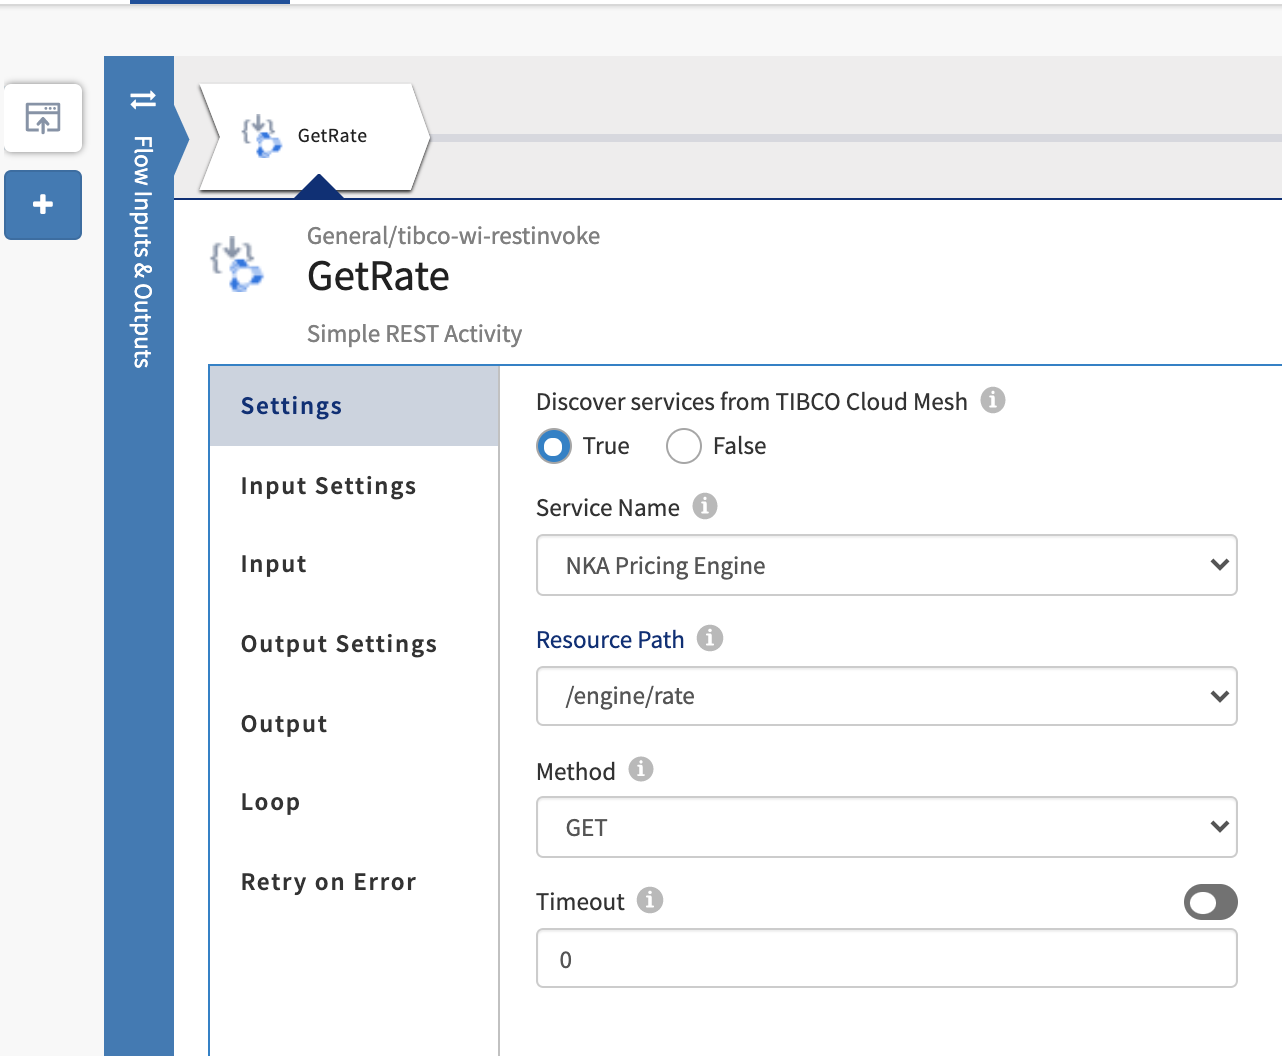 Flow Inputs & Outputs
GetRate
General/tibco-wi-restinvoke
GetRate
Simple REST Activity
Settings
Input Settings
Input
Output Settings
Output
Loop
Retry on Error
Discover services from TIBCO Cloud Mesh
True False
Service Name
NKA Pricing Engine
Resource Path
/engine/rate
Method
GET
Timeout
0